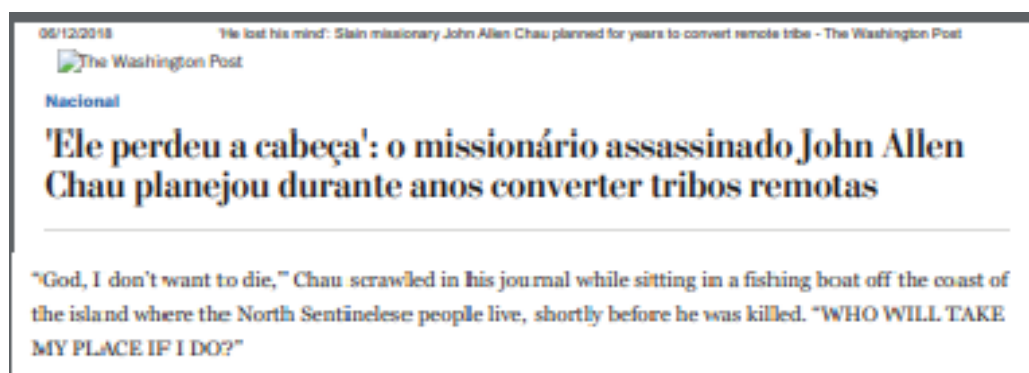 06/12/2018 'He lost his mind': Slain missionary John Allen Chau planned for years to convert remote tribe - The Washington Post
The Washington Post
Nacional
'Ele perdeu a cabeça': o missionário assassinado John Allen
Chau planejou durante anos converter tribos remotas
“God, I don't want to die,” Chau scrawled in his journal while sitting in a fishing boat off the coast of
the island where the North Sentinelese people live, shortly before he was killed. “WHO WILL TAKE
MY PLACE IF I DO?”